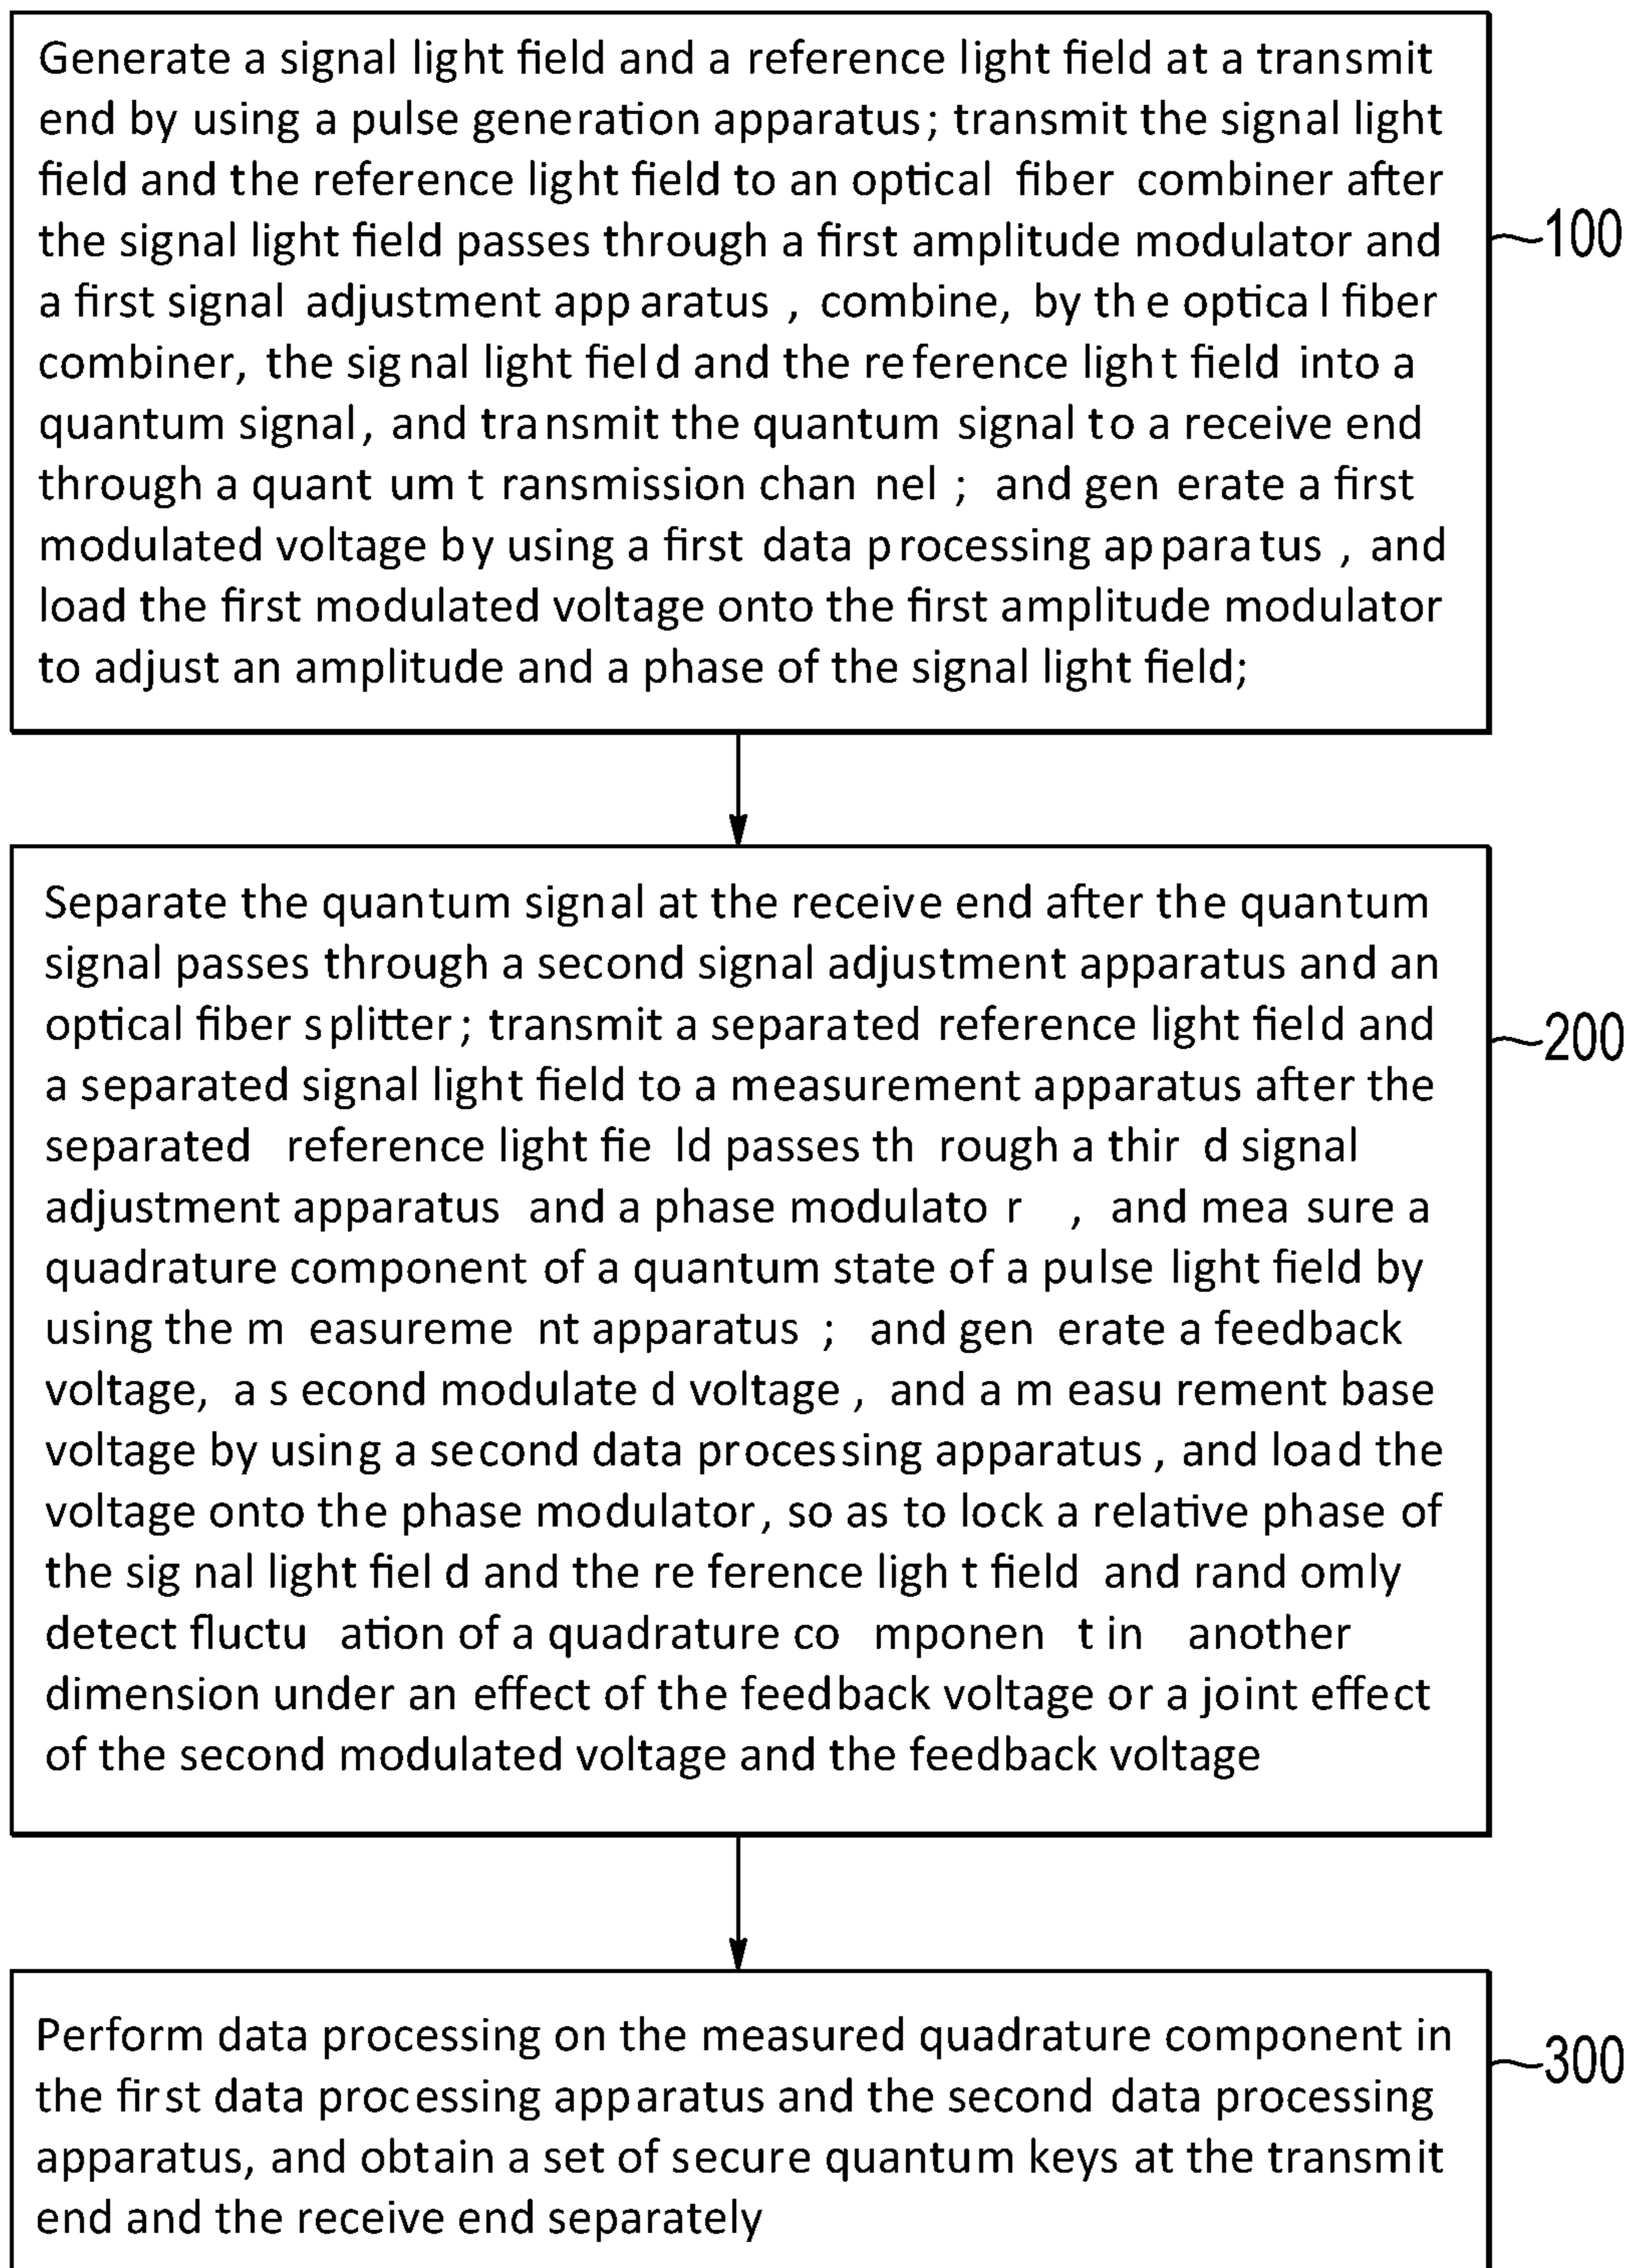 Generate a signal light field and a reference light field at a transmit
end by using a pulse generation apparatus; transmit the signal light
field and the reference light field to an optical fiber combiner after
the signal light field passes through a first amplitude modulator and
a first signal adjustment apparatus, combine, by the optical fiber
combiner, the signal light field and the reference light field into a
quantum signal, and transmit the quantum signal to a receive end
through a quantum transmission channel; and generate a first
modulated voltage by using a first data processing apparatus, and
load the first modulated voltage onto the first amplitude modulator
to adjust an amplitude and a phase of the signal light field;
100
Separate the quantum signal at the receive end after the quantum
signal passes through a second signal adjustment apparatus and an
optical fiber splitter; transmit a separated reference light field and
a separated signal light field to a measurement apparatus after the
separated reference light field passes through a third signal
adjustment apparatus and a phase modulator, and measure a
quadrature component of a quantum state of a pulse light field by
using the measurement apparatus; and generate a feedback
voltage, a second modulated voltage, and a measurement base
voltage by using a second data processing apparatus, and load the
voltage onto the phase modulator, so as to lock a relative phase of
the signal light field and the reference light field and randomly
detect fluctuation of a quadrature component in another
dimension under an effect of the feedback voltage or a joint effect
of the second modulated voltage and the feedback voltage
200
Perform data processing on the measured quadrature component in
the first data processing apparatus and the second data processing
apparatus, and obtain a set of secure quantum keys at the transmit
end and the receive end separately
300